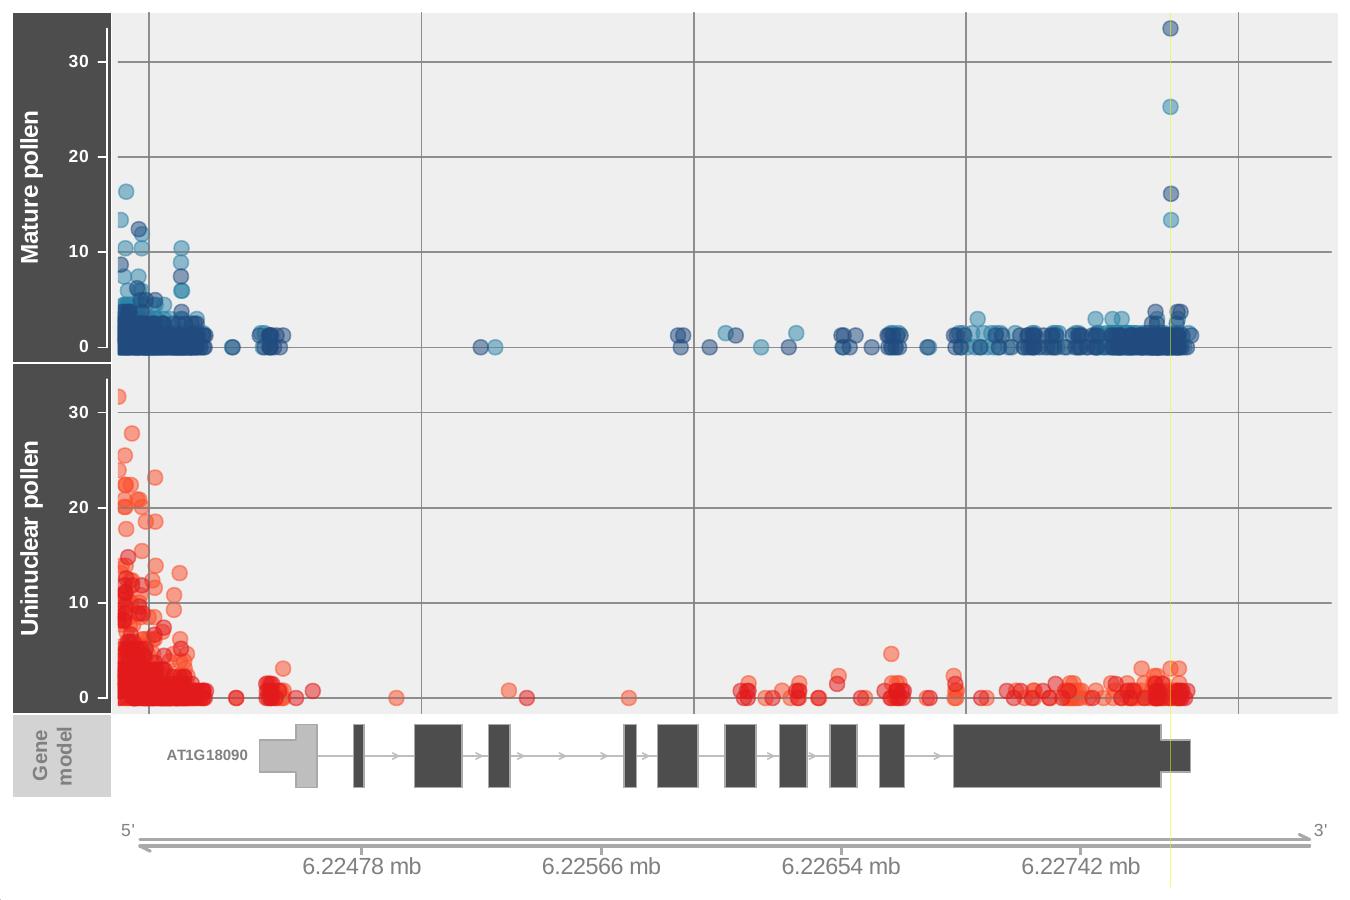 Mature pollen
30
20
10
0
Uninuclear pollen
30
20
10
0
Gene
model
AT1G18090
5'
3'
6.22478 mb
6.22566 mb
6.22654 mb
6.22742 mb